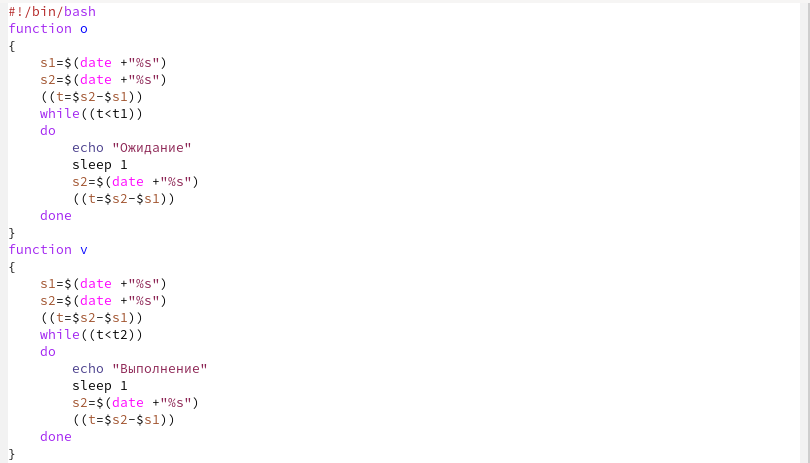 #!/bin/bash
function o
{
    s1=$(date +"%s")
    s2=$(date +"%s")
    ((t=$s2-$s1))
    while((t<t1))
    do
        echo "Ожидание"
        sleep 1
        s2=$(date +"%s")
        ((t=$s2-$s1))
    done
}
function v
{
    s1=$(date +"%s")
    s2=$(date +"%s")
    ((t=$s2-$s1))
    while((t<t2))
    do
        echo "Выполнение"
        sleep 1
        s2=$(date +"%s")
        ((t=$s2-$s1))
    done
}